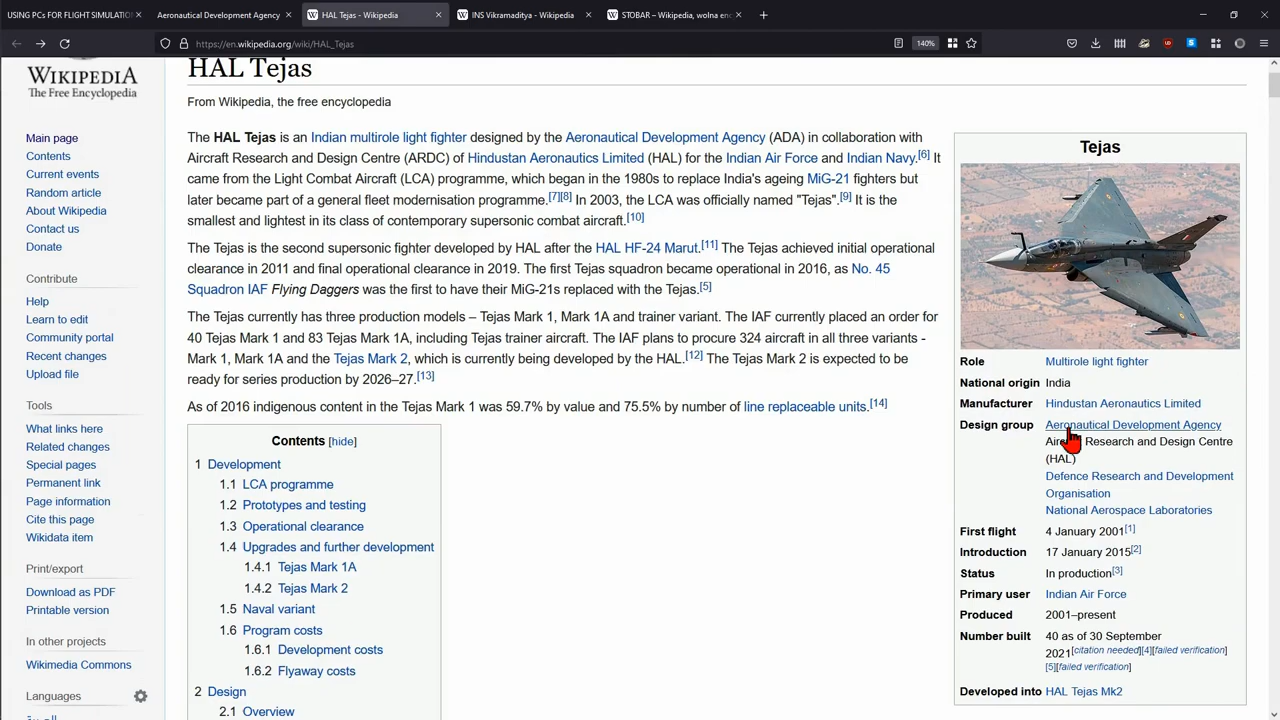 USING PCs FOR FLIGHT SIMULATIO
Aeronautical Development Agency
HAL Tejas - Wikipedia
INS Vikramaditya - Wikipedia
STOBAR – Wikipedia, wolna en
https://en.wikipedia.org/wiki/HAL_Tejas
140%
WIKIPEDIA
The Free Encyclopedia
Main page
Contents
Current events
Random article
About Wikipedia
Contact us
Donate
Contribute
Help
Learn to edit
Community portal
Recent changes
Upload file
Tools
What links here
Related changes
Special pages
Permanent link
Page information
Cite this page
Wikidata item
Print/export
Download as PDF
Printable version
In other projects
Wikimedia Commons
Languages
HAL Tejas
From Wikipedia, the free encyclopedia
The HAL Tejas is an Indian multirole light fighter designed by the Aeronautical Development Agency (ADA) in collaboration with
Aircraft Research and Design Centre (ARDC) of Hindustan Aeronautics Limited (HAL) for the Indian Air Force and Indian Navy.[6] It
came from the Light Combat Aircraft (LCA) programme, which began in the 1980s to replace India's ageing MiG-21 fighters but
later became part of a general fleet modernisation programme.[7][8] In 2003, the LCA was officially named "Tejas".[9] It is the
smallest and lightest in its class of contemporary supersonic combat aircraft.[10]
The Tejas is the second supersonic fighter developed by HAL after the HAL HF-24 Marut.[11] The Tejas achieved initial operational
clearance in 2011 and final operational clearance in 2019. The first Tejas squadron became operational in 2016, as No. 45
Squadron IAF Flying Daggers was the first to have their MiG-21s replaced with the Tejas.[5]
The Tejas currently has three production models – Tejas Mark 1, Mark 1A and trainer variant. The IAF currently placed an order for
40 Tejas Mark 1 and 83 Tejas Mark 1A, including Tejas trainer aircraft. The IAF plans to procure 324 aircraft in all three variants -
Mark 1, Mark 1A and the Tejas Mark 2, which is currently being developed by the HAL.[12] The Tejas Mark 2 is expected to be
ready for series production by 2026–27.[13]
As of 2016 indigenous content in the Tejas Mark 1 was 59.7% by value and 75.5% by number of line replaceable units.[14]
Contents [hide]
1 Development
1.1 LCA programme
1.2 Prototypes and testing
1.3 Operational clearance
1.4 Upgrades and further development
1.4.1 Tejas Mark 1A
1.4.2 Tejas Mark 2
1.5 Naval variant
1.6 Program costs
1.6.1 Development costs
1.6.2 Flyaway costs
2 Design
2.1 Overview
Tejas
Role Multirole light fighter
National origin India
Manufacturer Hindustan Aeronautics Limited
Design group Aeronautical Development Agency
Research and Design Centre
(HAL)
Defence Research and Development
Organisation
National Aerospace Laboratories
First flight 4 January 2001[1]
Introduction 17 January 2015[2]
Status In production[3]
Primary user Indian Air Force
Produced 2001–present
Number built 40 as of 30 September
2021[citation needed][4][failed verification]
[5][failed verification]
Developed into HAL Tejas Mk2